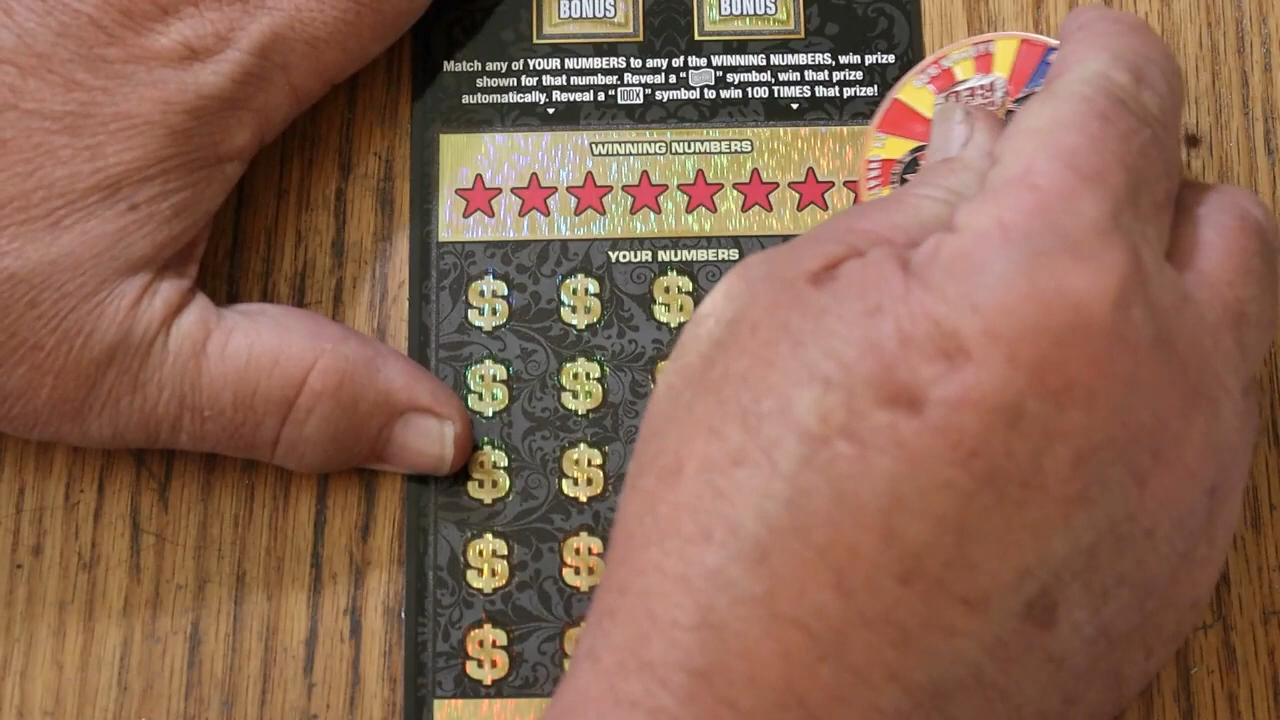 BONUS BONUS
Match any of YOUR NUMBERS to any of the WINNING NUMBERS, win prize
shown for that number. Reveal a " " symbol, win that prize
automatically. Reveal a "100X" symbol to win 100 TIMES that prize!
WINNING NUMBERS
YOUR NUMBERS
$ $ $
$ $
$ $
$ $
$